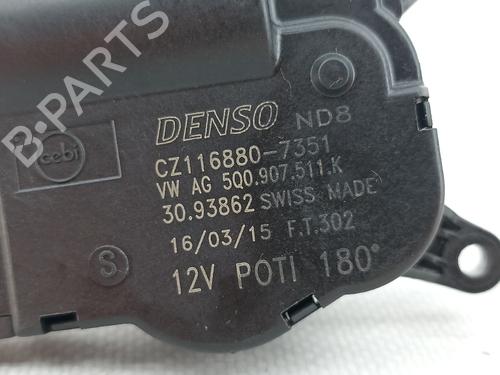 B-PARTS
DENSO ND8
cebi
CZ116880-7351
VW AG 5Q0.907.511.K
30.93862 SWISS MADE
16/03/15 F.T.302
S
12V POTI 180°